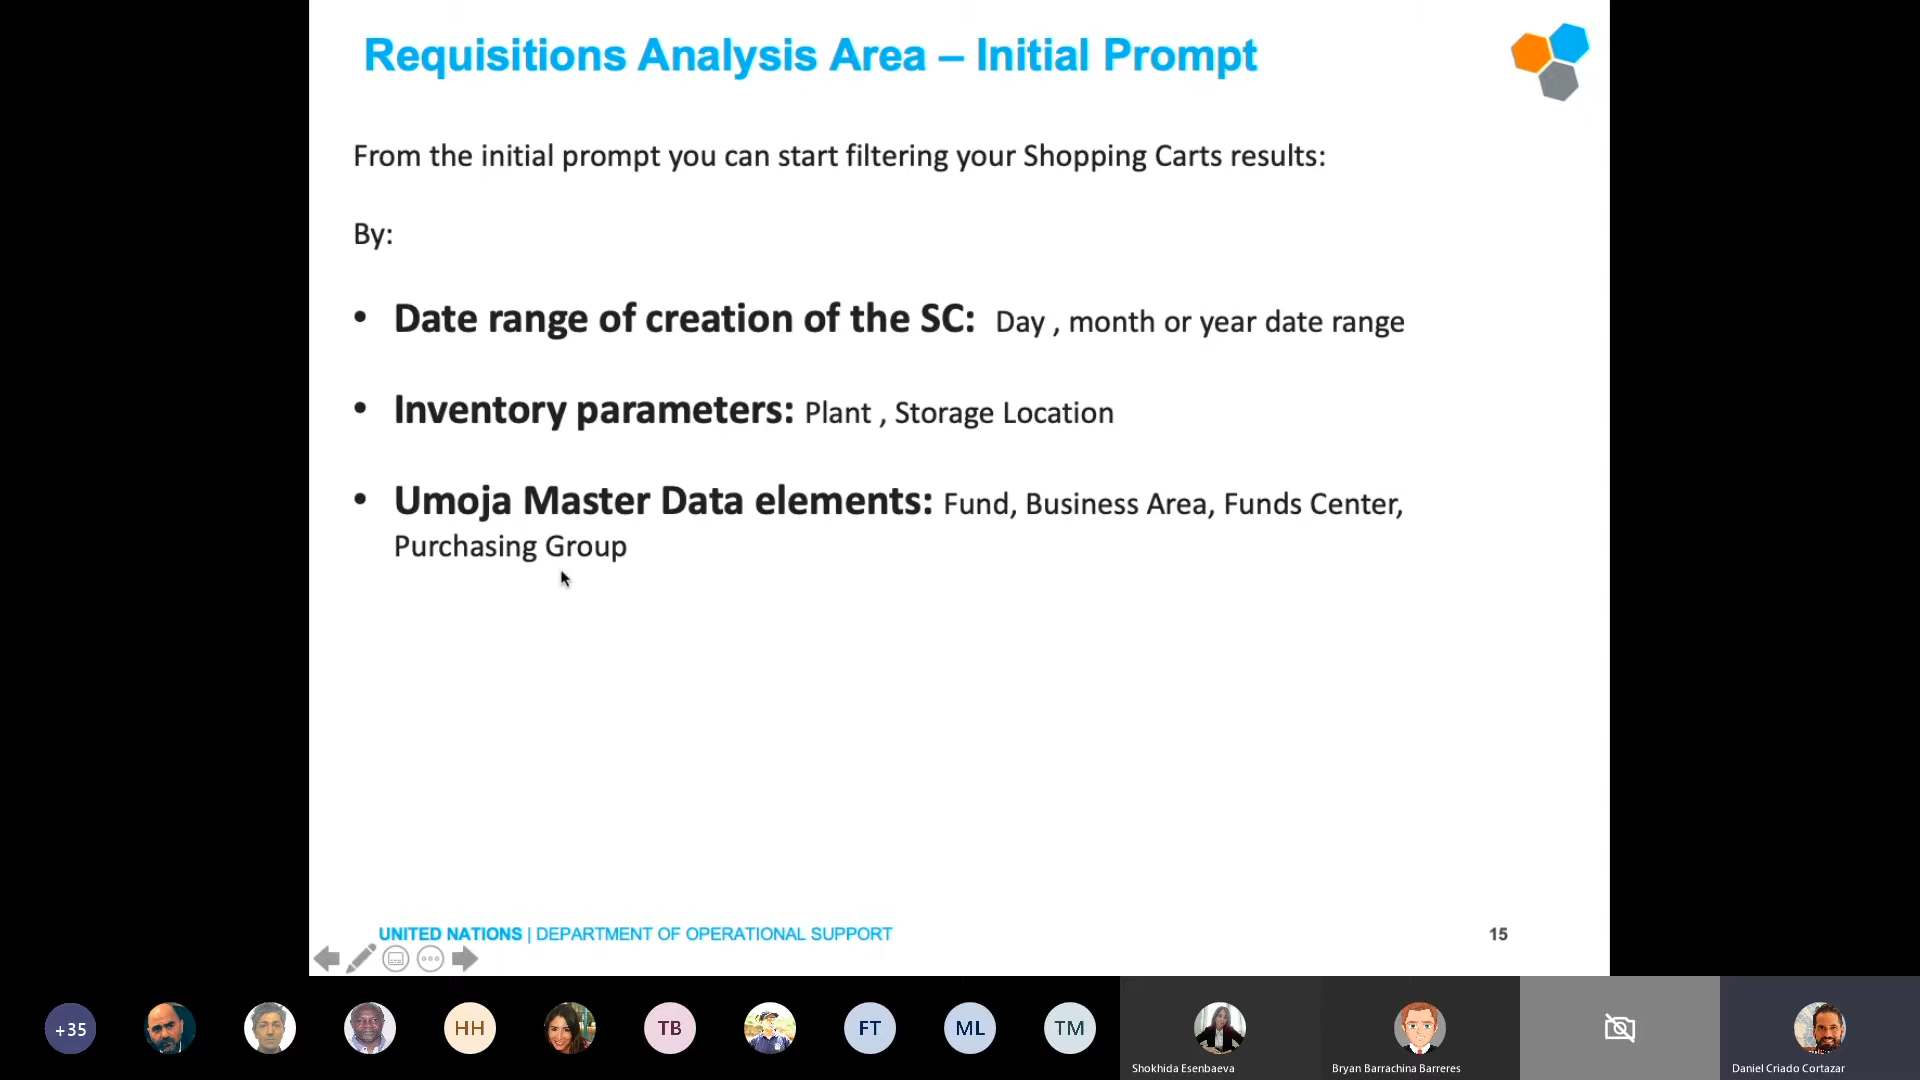 Requisitions Analysis Area – Initial Prompt
From the initial prompt you can start filtering your Shopping Carts results:
By:
• Date range of creation of the SC: Day , month or year date range
• Inventory parameters: Plant , Storage Location
• Umoja Master Data elements: Fund, Business Area, Funds Center,
Purchasing Group
UNITED NATIONS | DEPARTMENT OF OPERATIONAL SUPPORT
15
+35
HH
TB
FT
ML
TM
Shokhida Esenbaeva
Bryan Barrachina Barreres
Daniel Criado Cortazar